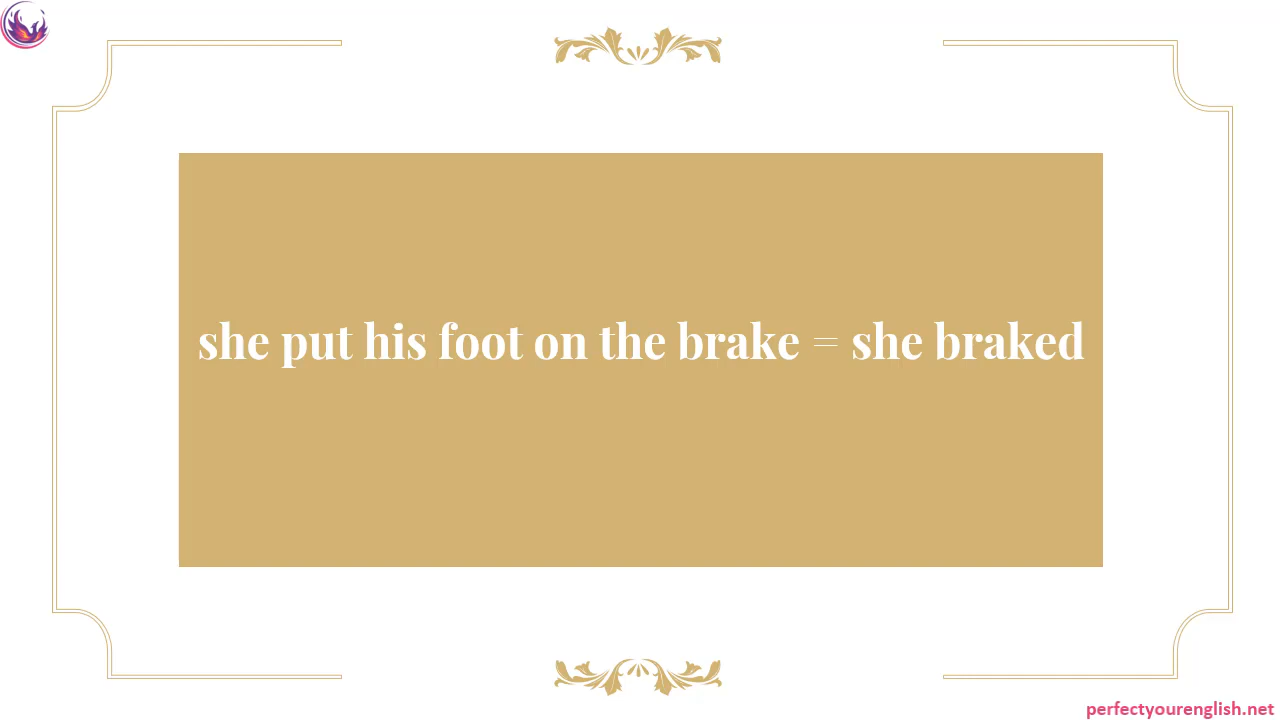 she put his foot on the brake = she braked
perfectyourenglish.net